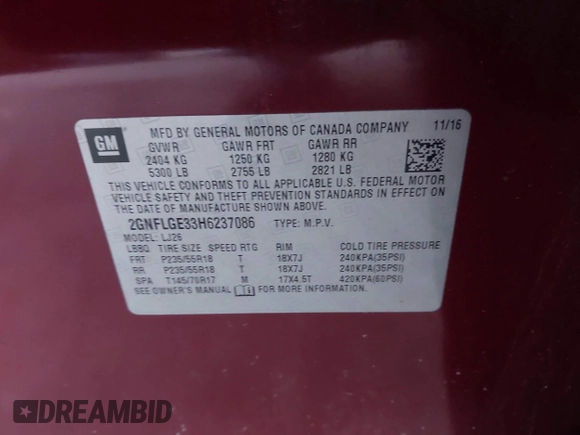 GM
MFD BY GENERAL MOTORS OF CANADA COMPANY 11/16
GVWR GAWR FRT GAWR RR
2404 KG 1250 KG 1280 KG
5300 LB 2755 LB 2821 LB
THIS VEHICLE CONFORMS TO ALL APPLICABLE U.S. FEDERAL MOTOR
VEHICLE SAFETY AND THEFT PREVENTION STANDARDS IN EFFECT ON
THE DATE OF MANUFACTURE SHOWN ABOVE.
2GNFLGE33H6237086 TYPE: M.P.V.
MODEL: LJ26
LBBQ TIRE SIZE SPEED RTG RIM COLD TIRE PRESSURE
FRT P235/55R18 T 18X7J 240KPA(35PSI)
RR P235/55R18 T 18X7J 240KPA(35PSI)
SPA T145/70R17 M 17X4.5T 420KPA(60PSI)
SEE OWNER'S MANUAL FOR MORE INFORMATION.
DREAMBID